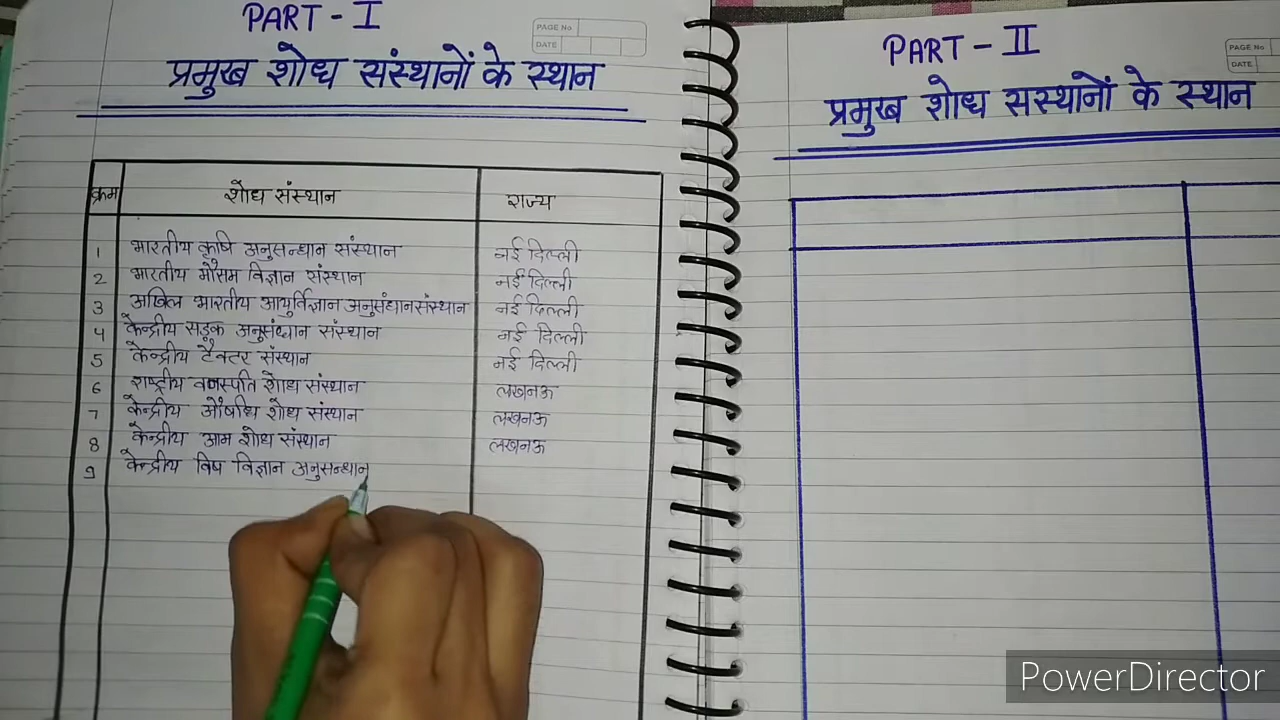 PART - I
PAGE No
DATE
प्रमुख शोध संस्थानों के स्थान
क्रम शोध संस्थान राज्य
1 भारतीय कृषि अनुसन्धान संस्थान नई दिल्ली
2 भारतीय मौसम विज्ञान संस्थान नई दिल्ली
3 अखिल भारतीय आयुर्विज्ञान अनुसंधान संस्थान नई दिल्ली
4 केन्द्रीय सड़क अनुसंधान संस्थान नई दिल्ली
5 केन्द्रीय टैक्टर संस्थान नई दिल्ली
6 राष्ट्रीय वनस्पति शोध संस्थान लखनऊ
7 केन्द्रीय औषधि शोध संस्थान लखनऊ
8 केन्द्रीय आम शोध संस्थान लखनऊ
9 केन्द्रीय विष विज्ञान अनुसन्धान
PART - II
PAGE No
DATE
प्रमुख शोध सस्थानों के स्थान
PowerDirector